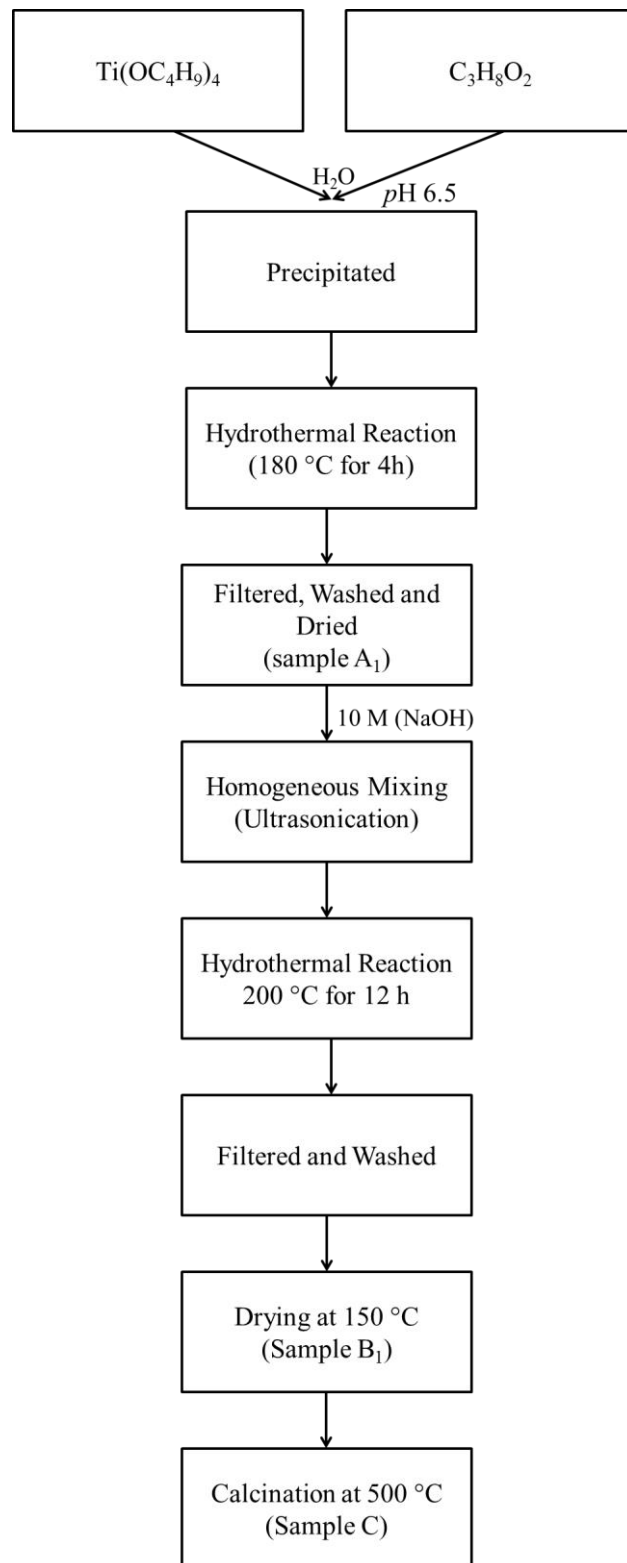 Ti(OC₄H₉)₄
C₃H₈O₂
H₂O
pH 6.5
Precipitated
Hydrothermal Reaction
(180 °C for 4h)
Filtered, Washed and
Dried
(sample A₁)
10 M (NaOH)
Homogeneous Mixing
(Ultrasonication)
Hydrothermal Reaction
200 °C for 12 h
Filtered and Washed
Drying at 150 °C
(Sample B₁)
Calcination at 500 °C
(Sample C)